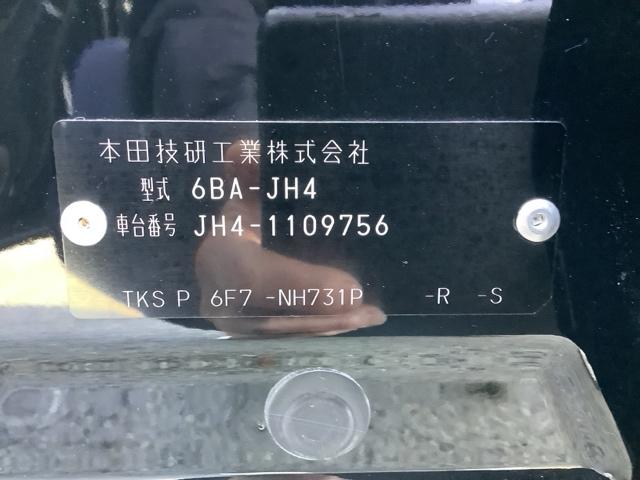 本田技研工業株式会社
型式 6BA-JH4
車台番号 JH4-1109756
TKS P 6F7 -NH731P -R -S